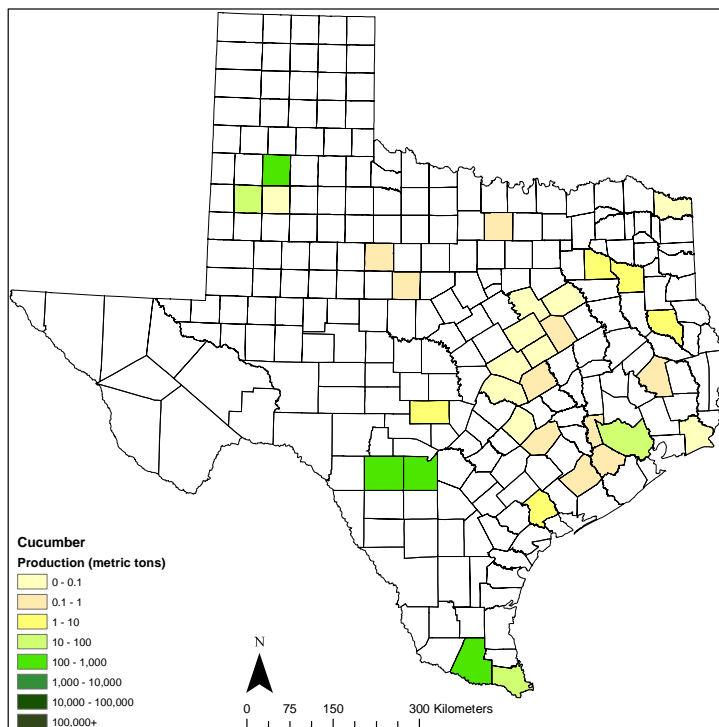 Cucumber
Production (metric tons)
0 - 0.1
0.1 - 1
1 - 10
10 - 100
100 - 1,000
1,000 - 10,000
10,000 - 100,000
100,000+
N
0 75 150 300 Kilometers